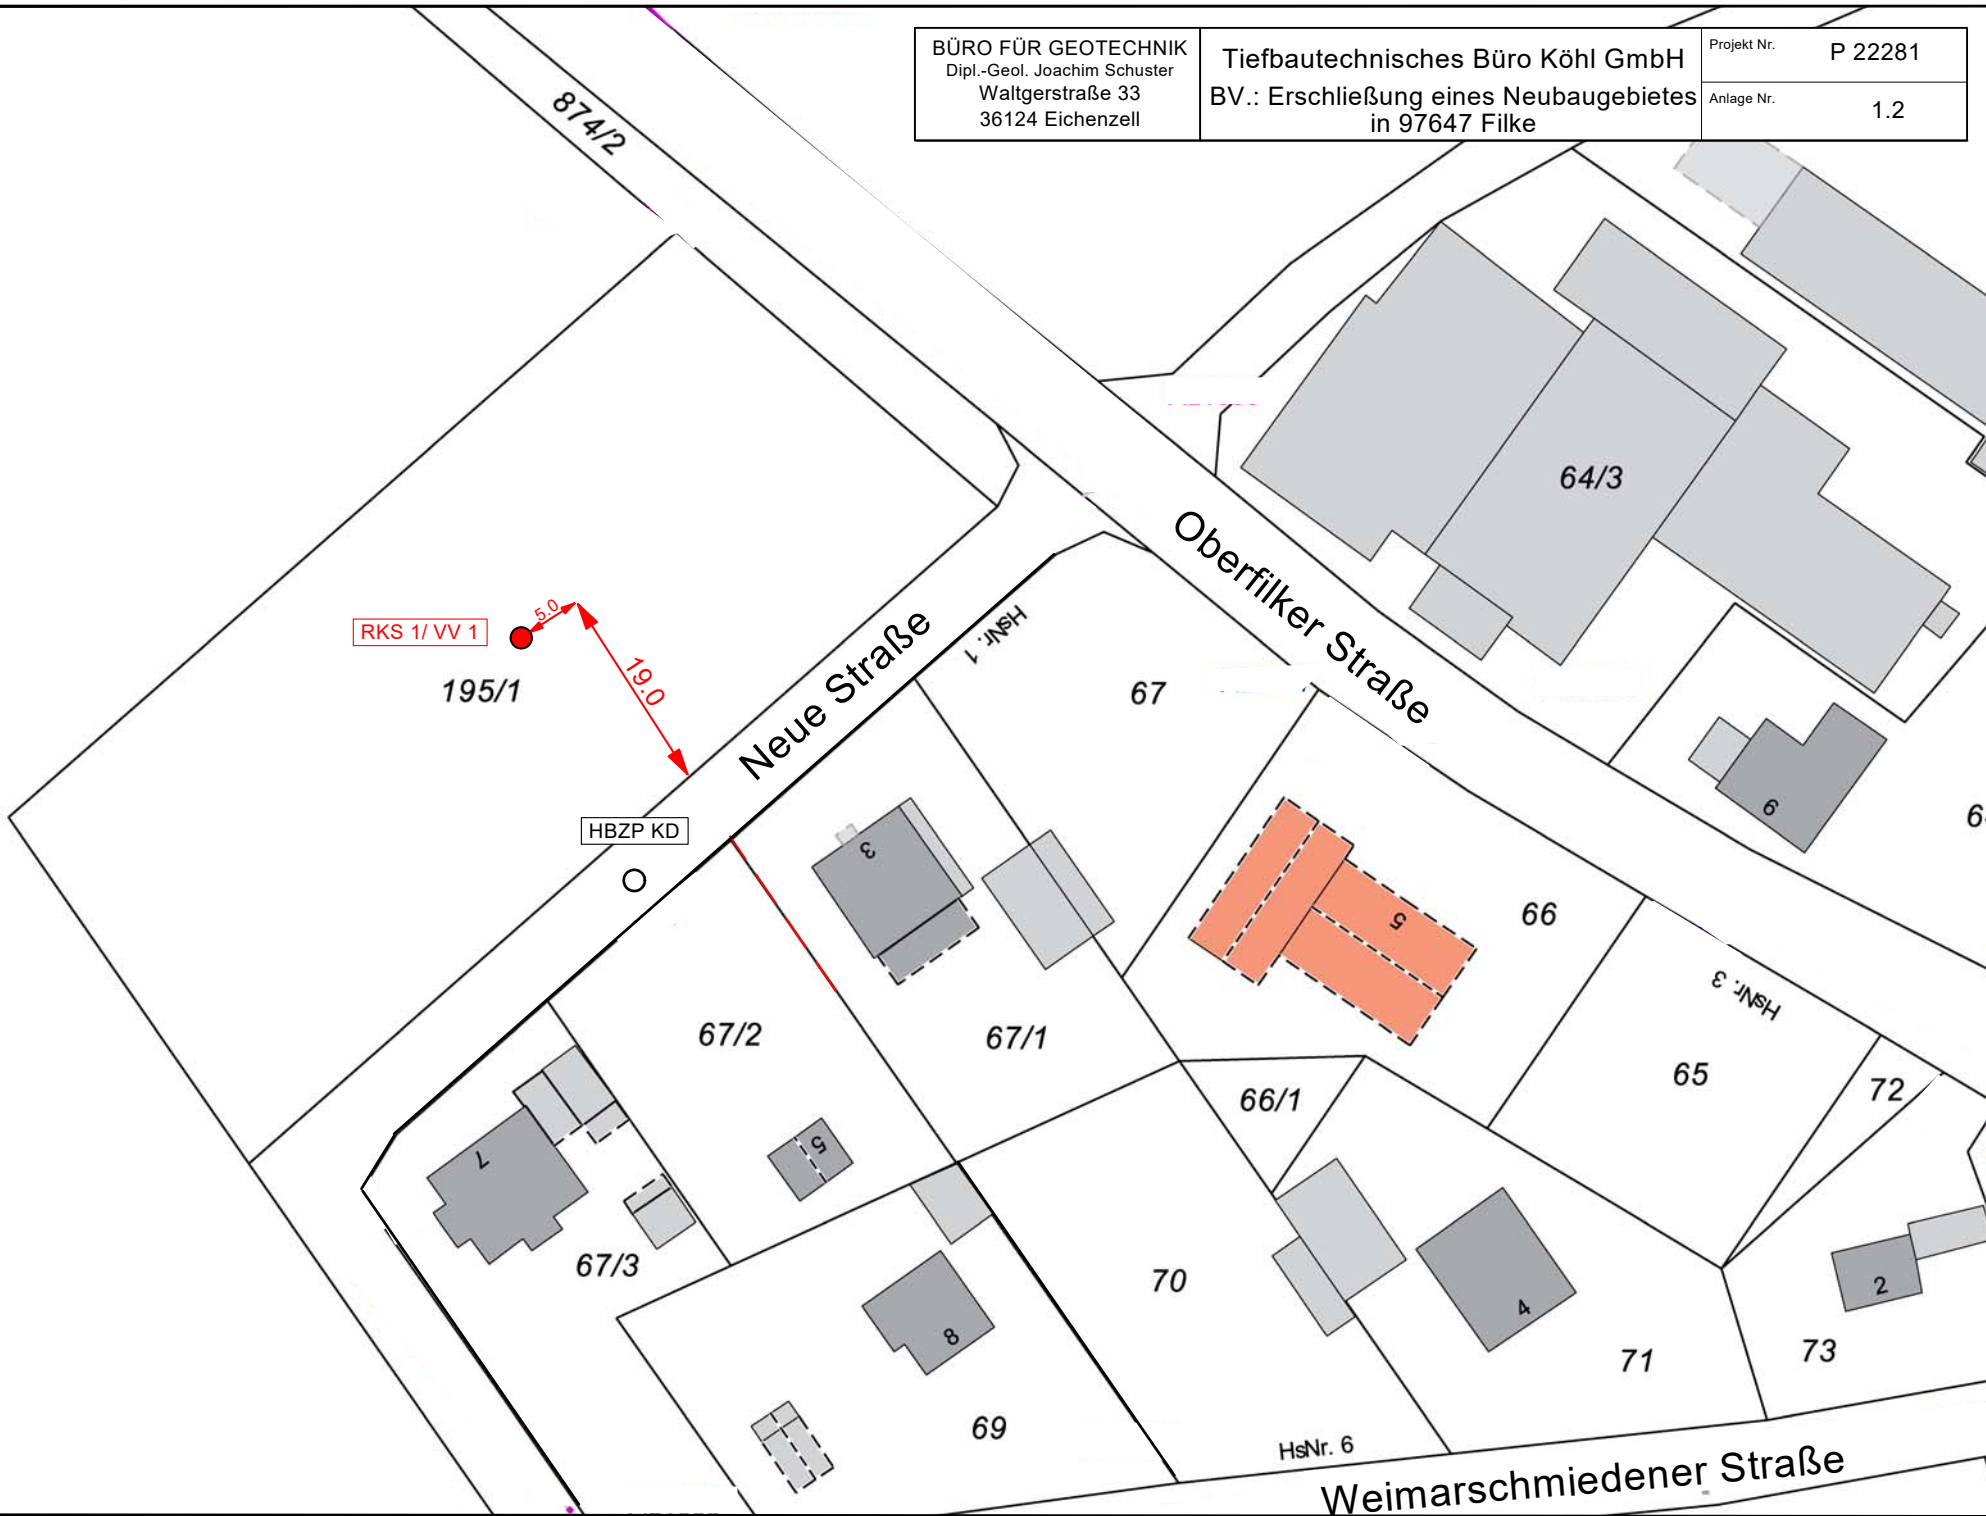 BÜRO FÜR GEOTECHNIK
Dipl.-Geol. Joachim Schuster
Waltgerstraße 33
36124 Eichenzell
Tiefbautechnisches Büro Köhl GmbH
BV.: Erschließung eines Neubaugebietes
in 97647 Filke
Projekt Nr. P 22281
Anlage Nr. 1.2
874/2
64/3
Oberfilker Straße
RKS 1/ VV 1
5.0
19.0
195/1
Neue Straße
HsNr. 1
67
HBZP KD
3
9
5
66
67/2
67/1
HsNr. 3
65
66/1
72
7
5
67/3
70
8
4
2
71
73
69
HsNr. 6
Weimarschmiedener Straße